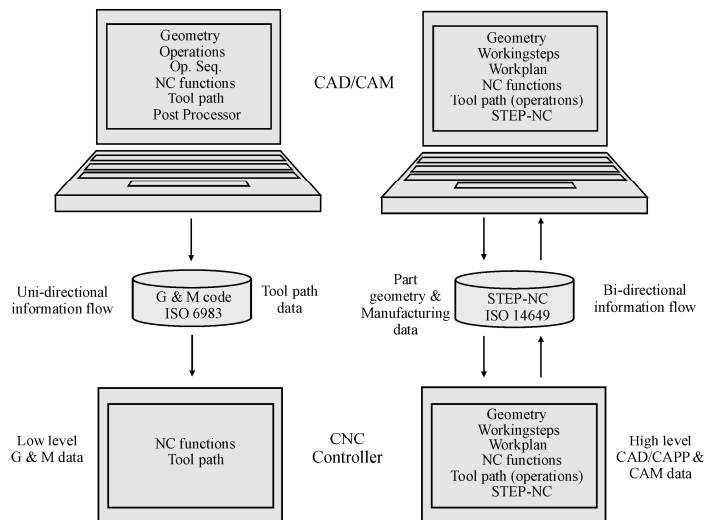 Geometry
Operations
Op. Seq.
NC functions
Tool path
Post Processor
CAD/CAM
Geometry
Workingsteps
Workplan
NC functions
Tool path (operations)
STEP-NC
Uni-directional
information flow
G & M code
ISO 6983
Tool path
data
Part
geometry &
Manufacturing
data
STEP-NC
ISO 14649
Bi-directional
information flow
Low level
G & M data
NC functions
Tool path
CNC
Controller
Geometry
Workingsteps
Workplan
NC functions
Tool path (operations)
STEP-NC
High level
CAD/CAPP &
CAM data